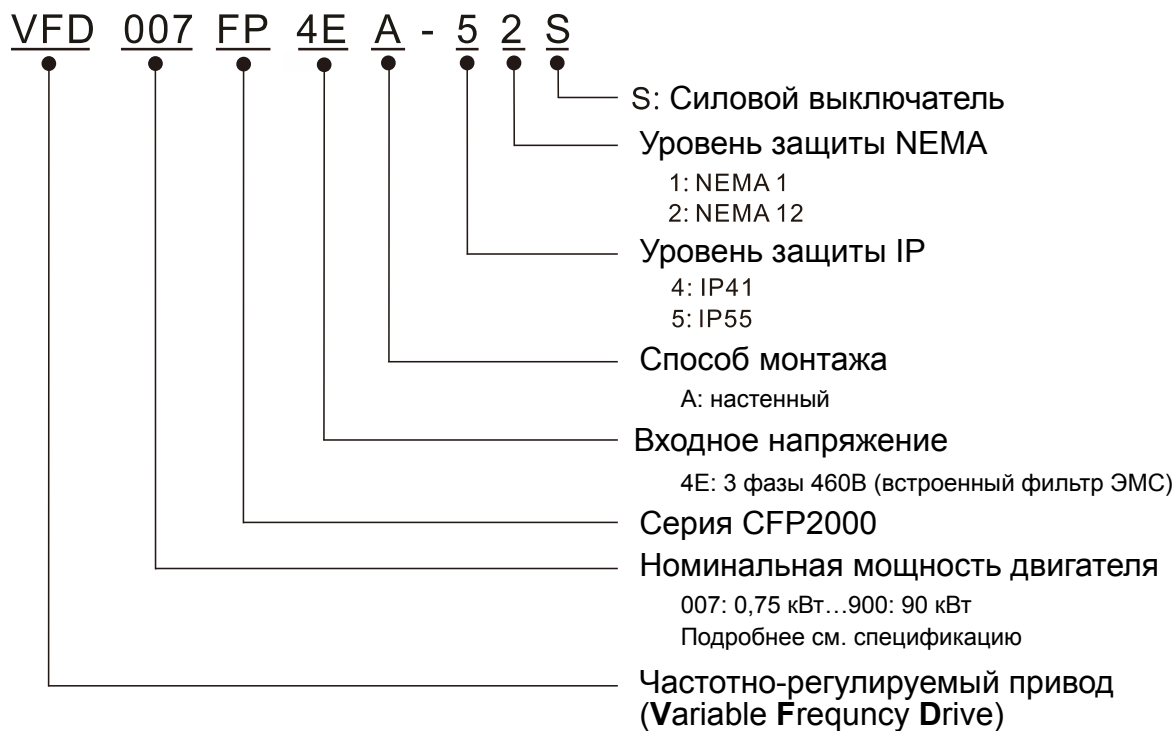 VFD 007 FP 4E A - 5 2 S
S: Силовой выключатель
Уровень защиты NEMA
1: NEMA 1
2: NEMA 12
Уровень защиты IP
4: IP41
5: IP55
Способ монтажа
А: настенный
Входное напряжение
4E: 3 фазы 460В (встроенный фильтр ЭМС)
Серия CFP2000
Номинальная мощность двигателя
007: 0,75 кВт…900: 90 кВт
Подробнее см. спецификацию
Частотно-регулируемый привод
(Variable Frequncy Drive)